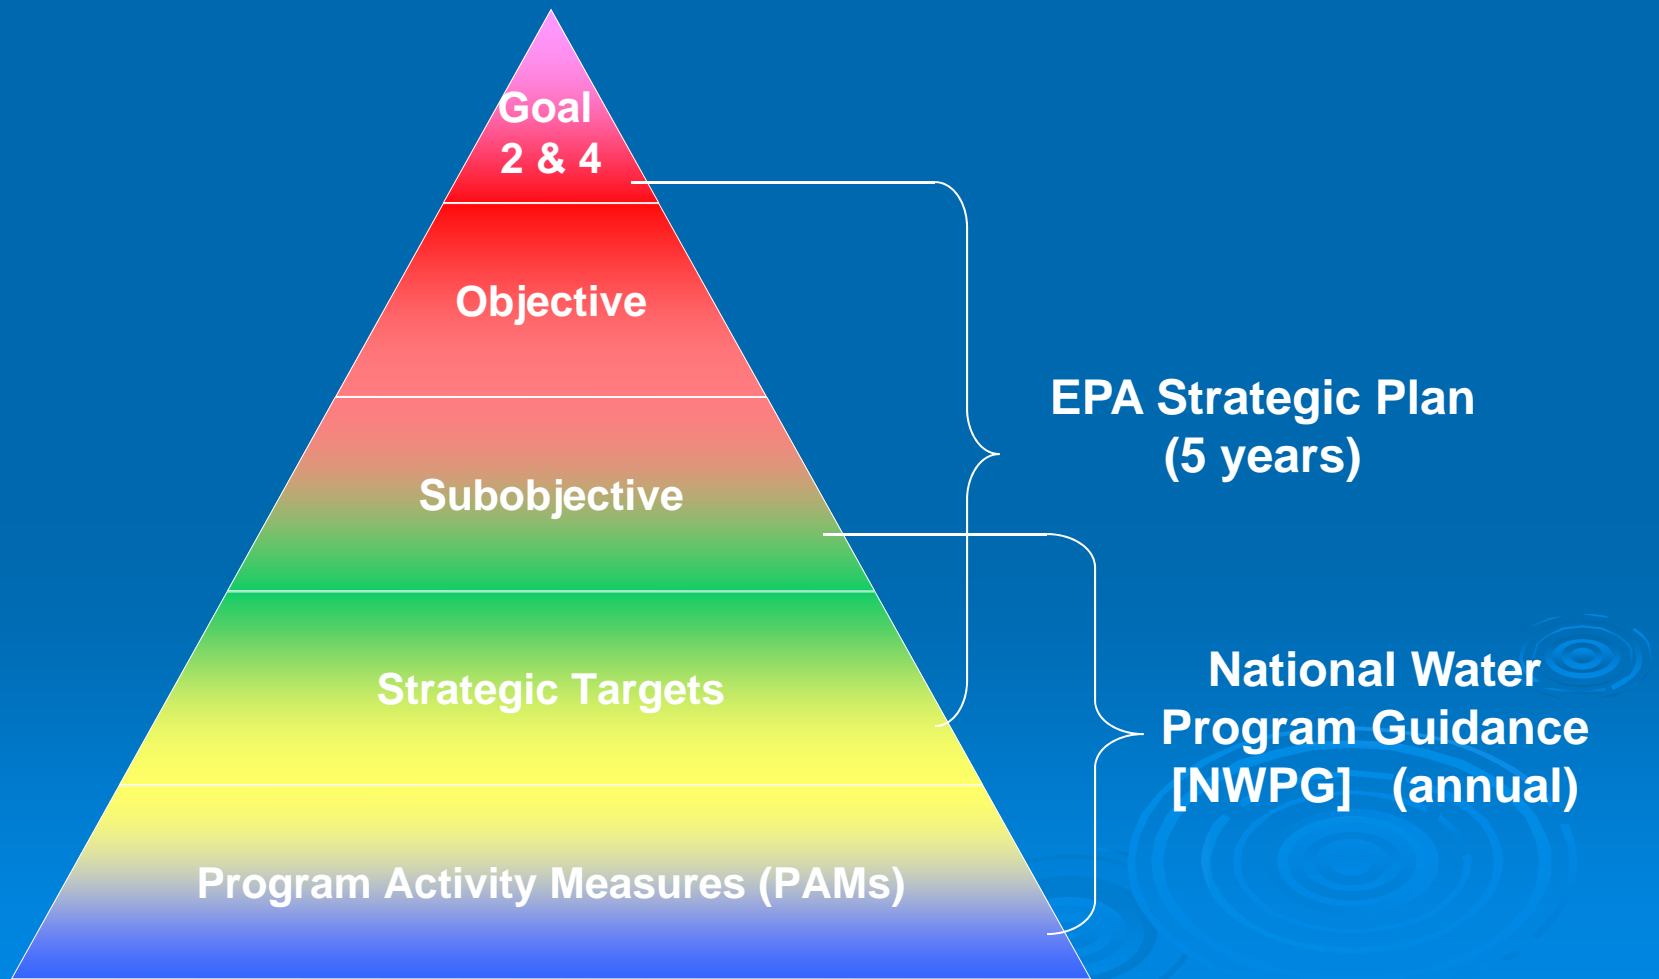 Goal
2 & 4
Objective
Subobjective
Strategic Targets
Program Activity Measures (PAMs)
EPA Strategic Plan
(5 years)
National Water
Program Guidance
[NWPG] (annual)